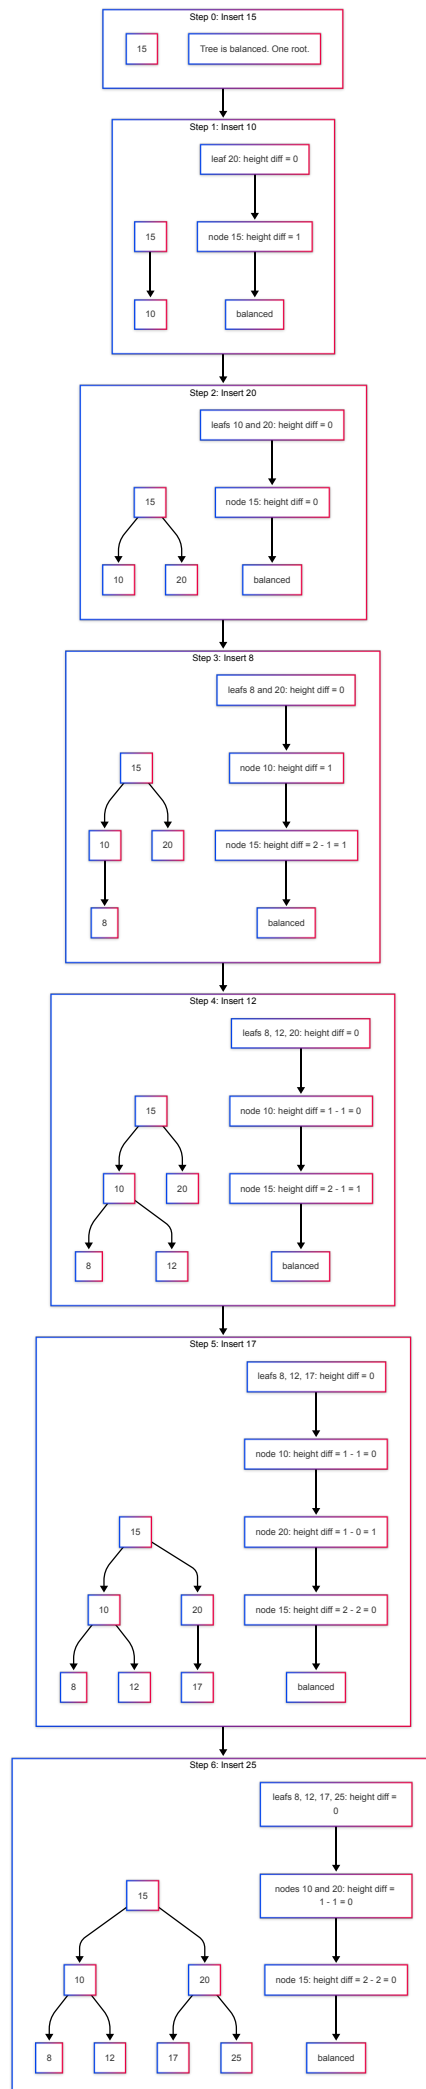 Step 0: Insert 15
15
Tree is balanced. One root.
Step 1: Insert 10
leaf 20: height diff = 0
15
node 15: height diff = 1
10
balanced
Step 2: Insert 20
leafs 10 and 20: height diff = 0
15
node 15: height diff = 0
10
20
balanced
Step 3: Insert 8
leafs 8 and 20: height diff = 0
15
node 10: height diff = 1
10
20
node 15: height diff = 2 - 1 = 1
8
balanced
Step 4: Insert 12
leafs 8, 12, 20: height diff = 0
15
node 10: height diff = 1 - 1 = 0
10
20
node 15: height diff = 2 - 1 = 1
8
12
balanced
Step 5: Insert 17
leafs 8, 12, 17: height diff = 0
node 10: height diff = 1 - 1 = 0
15
node 20: height diff = 1 - 0 = 1
10
20
node 15: height diff = 2 - 2 = 0
8
12
17
balanced
Step 6: Insert 25
leafs 8, 12, 17, 25: height diff =
0
15
nodes 10 and 20: height diff =
1 - 1 = 0
10
20
node 15: height diff = 2 - 2 = 0
8
12
17
25
balanced